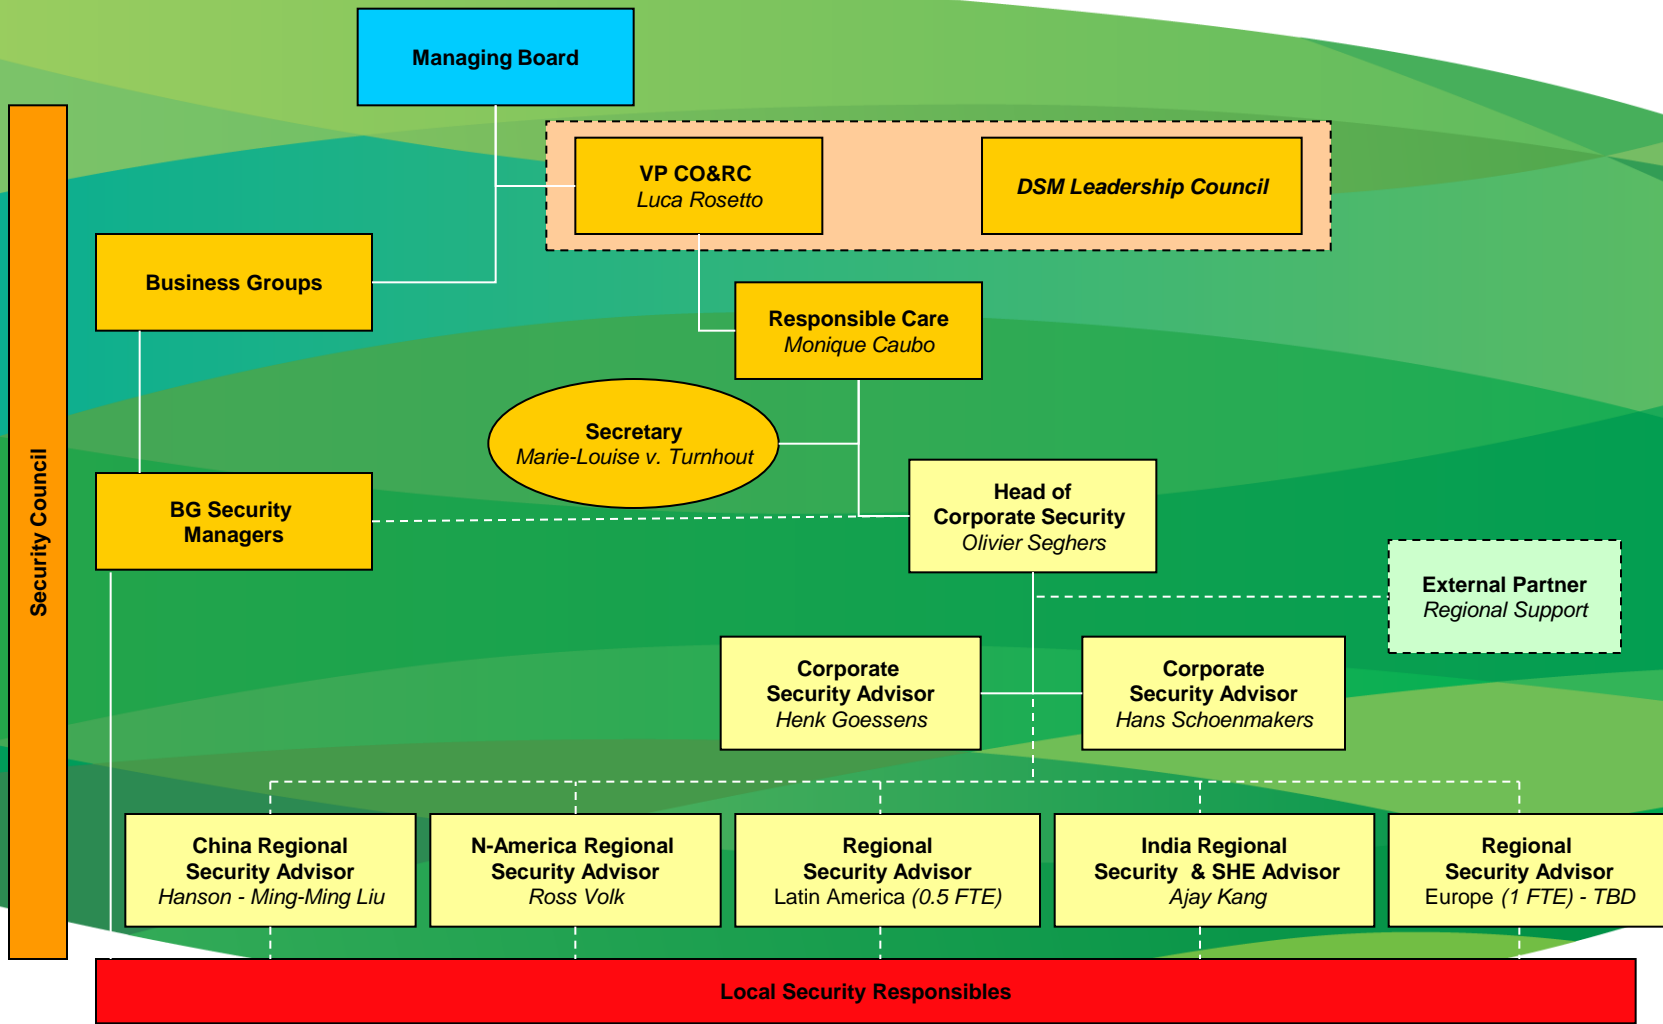 Managing Board
VP CO&RC
Luca Rosetto
DSM Leadership Council
Business Groups
Responsible Care
Monique Caubo
Secretary
Marie-Louise v. Turnhout
Security Council
BG Security
Managers
Head of
Corporate Security
Olivier Seghers
External Partner
Regional Support
Corporate
Security Advisor
Henk Goessens
Corporate
Security Advisor
Hans Schoenmakers
China Regional
Security Advisor
Hanson - Ming-Ming Liu
N-America Regional
Security Advisor
Ross Volk
Regional
Security Advisor
Latin America (0.5 FTE)
India Regional
Security & SHE Advisor
Ajay Kang
Regional
Security Advisor
Europe (1 FTE) - TBD
Local Security Responsibles